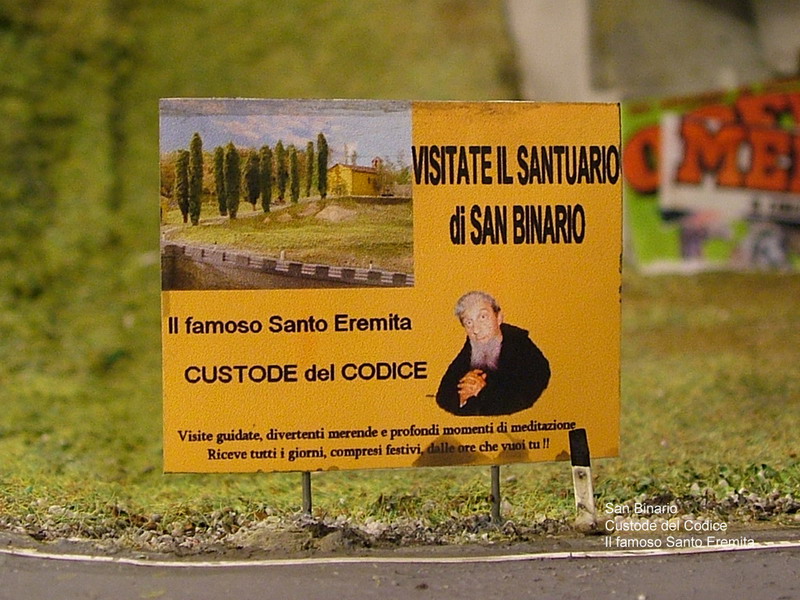 VISITATE IL SANTUARIO
di SAN BINARIO
Il famoso Santo Eremita
CUSTODE del CODICE
Visite guidate, divertenti merende e profondi momenti di meditazione
Riceve tutti i giorni, compresi festivi, dalle ore che vuoi tu !!
San Binario
Custode del Codice
Il famoso Santo Eremita